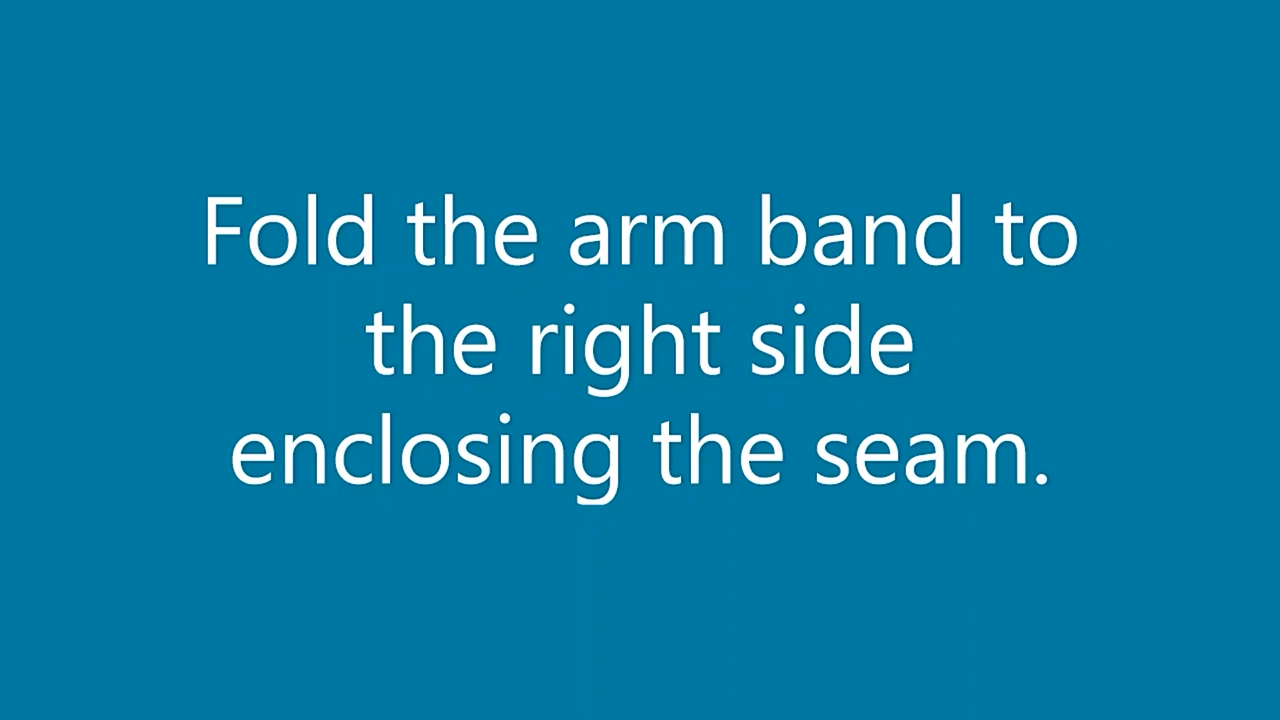 Fold the arm band to
the right side
enclosing the seam.